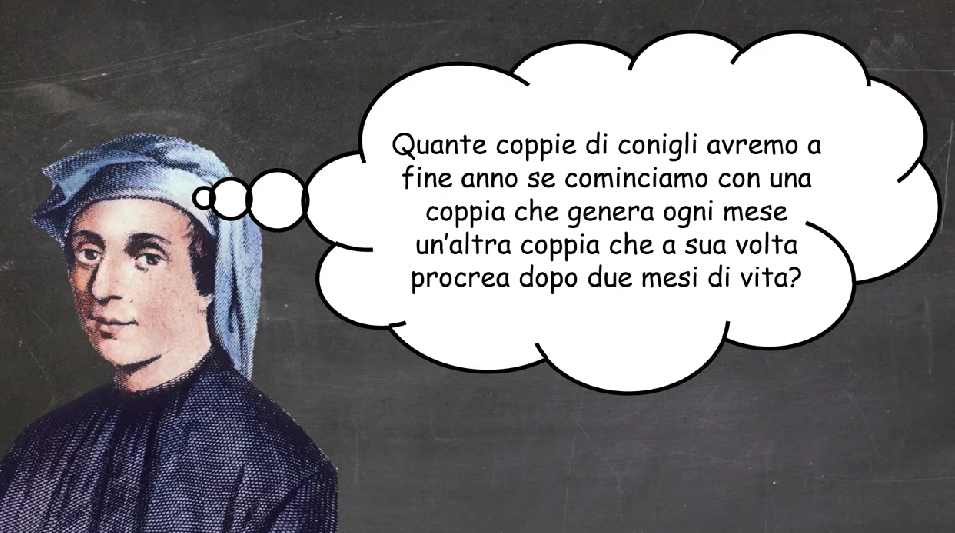 Quante coppie di conigli avremo a
fine anno se cominciamo con una
coppia che genera ogni mese
un'altra coppia che a sua volta
procrea dopo due mesi di vita?